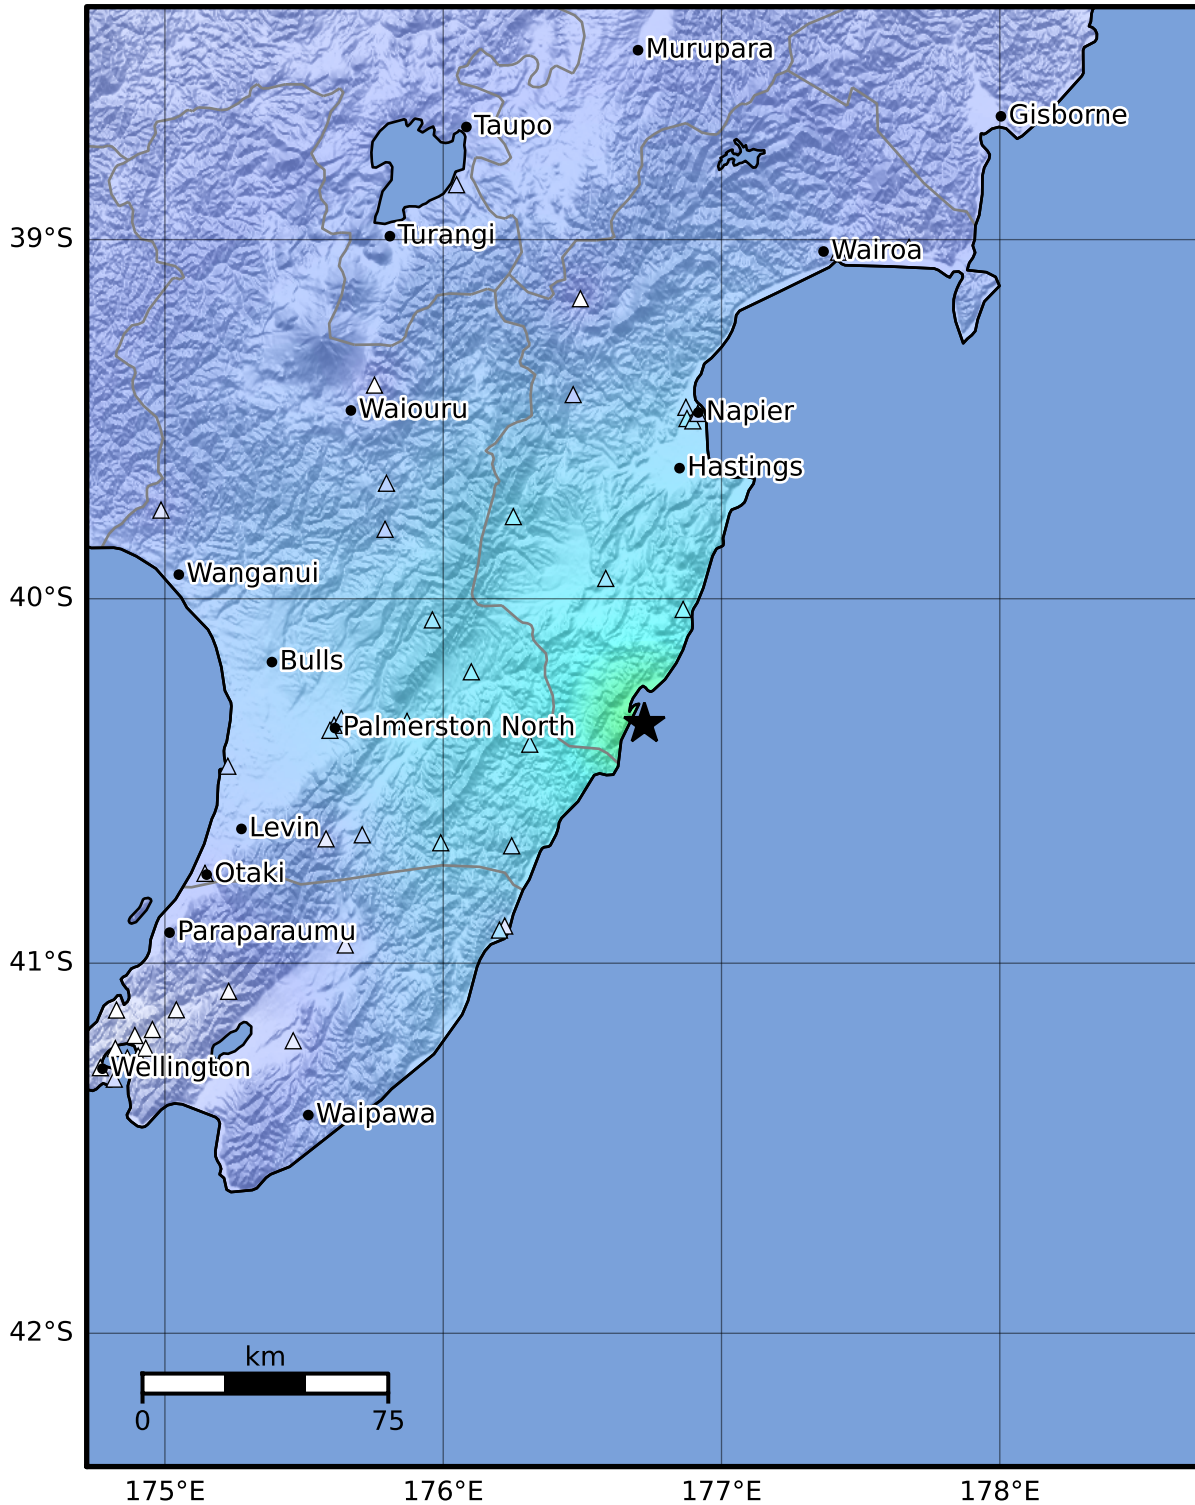 Murupara
Gisborne
Taupo
Turangi
39°S
Wairoa
Waiouru
Napier
Hastings
Wanganui
40°S
Bulls
Palmerston North
Levin
Otaki
Paraparaumu
41°S
Wellington
Waipawa
42°S
km
0
75
175°E
176°E
177°E
178°E